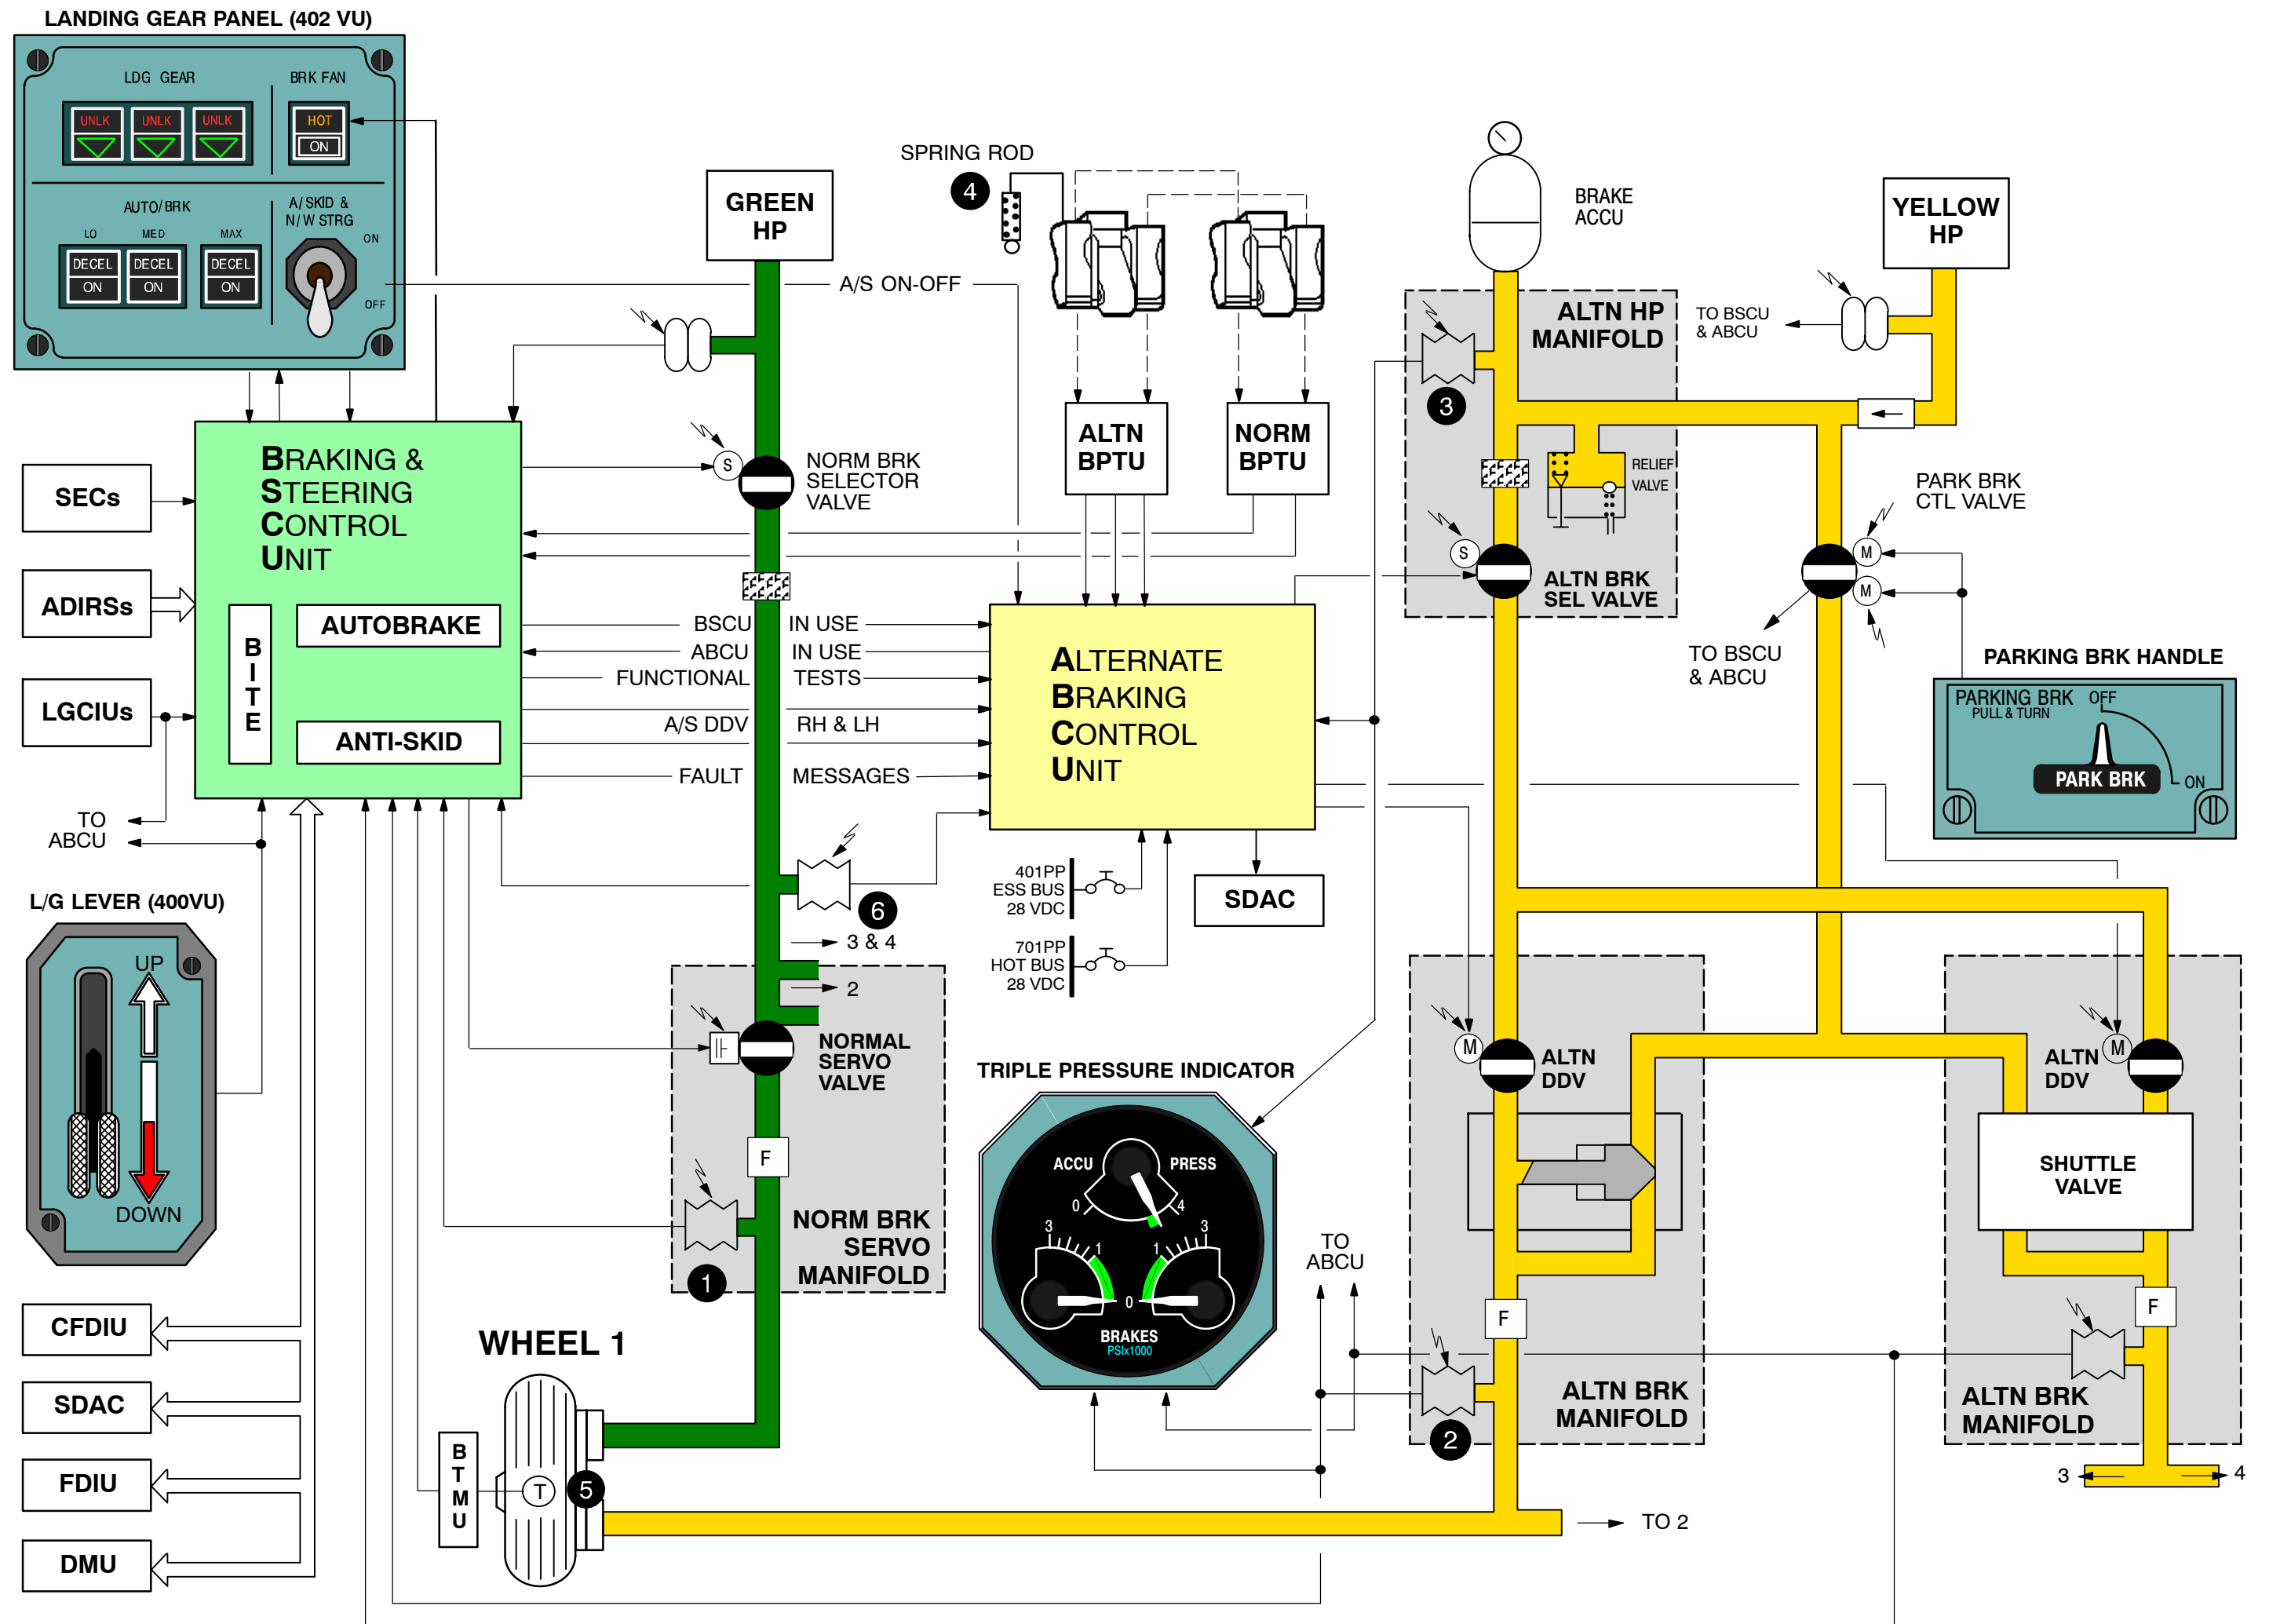 LANDING GEAR PANEL (402 VU)
LDG GEAR
BRK FAN
UNLK
UNLK
UNLK
HOT
ON
AUTO/BRK
A/SKID &
N/W STRG
LO
MED
MAX
ON
DECEL
DECEL
DECEL
ON
ON
ON
OFF
SPRING ROD
4
GREEN
HP
A/S ON-OFF
BRAKE
ACCU
YELLOW
HP
ALTN HP
MANIFOLD
TO BSCU
& ABCU
3
ALTN
BPTU
NORM
BPTU
BRAKING &
STEERING
CONTROL
UNIT
SECs
ADIRSs
LGCIUs
BITE
AUTOBRAKE
ANTI-SKID
S
NORM BRK
SELECTOR
VALVE
RELIEF
VALVE
S
ALTN BRK
SEL VALVE
PARK BRK
CTL VALVE
M
M
TO BSCU
& ABCU
BSCU IN USE
ABCU IN USE
FUNCTIONAL TESTS
A/S DDV RH & LH
FAULT MESSAGES
ALTERNATE
BRAKING
CONTROL
UNIT
PARKING BRK HANDLE
PARKING BRK
PULL & TURN
OFF
PARK BRK
ON
TO
ABCU
401PP
ESS BUS
28 VDC
701PP
HOT BUS
28 VDC
SDAC
L/G LEVER (400VU)
UP
DOWN
6
3 & 4
2
NORMAL
SERVO
VALVE
F
NORM BRK
SERVO
MANIFOLD
1
TRIPLE PRESSURE INDICATOR
ACCU
PRESS
0
4
3
1
1
3
0
BRAKES
PSIx1000
TO
ABCU
M
ALTN
DDV
F
ALTN BRK
MANIFOLD
2
ALTN
DDV
M
SHUTTLE
VALVE
F
ALTN BRK
MANIFOLD
3
4
CFDIU
SDAC
FDIU
DMU
WHEEL 1
BTMU
T
5
TO 2